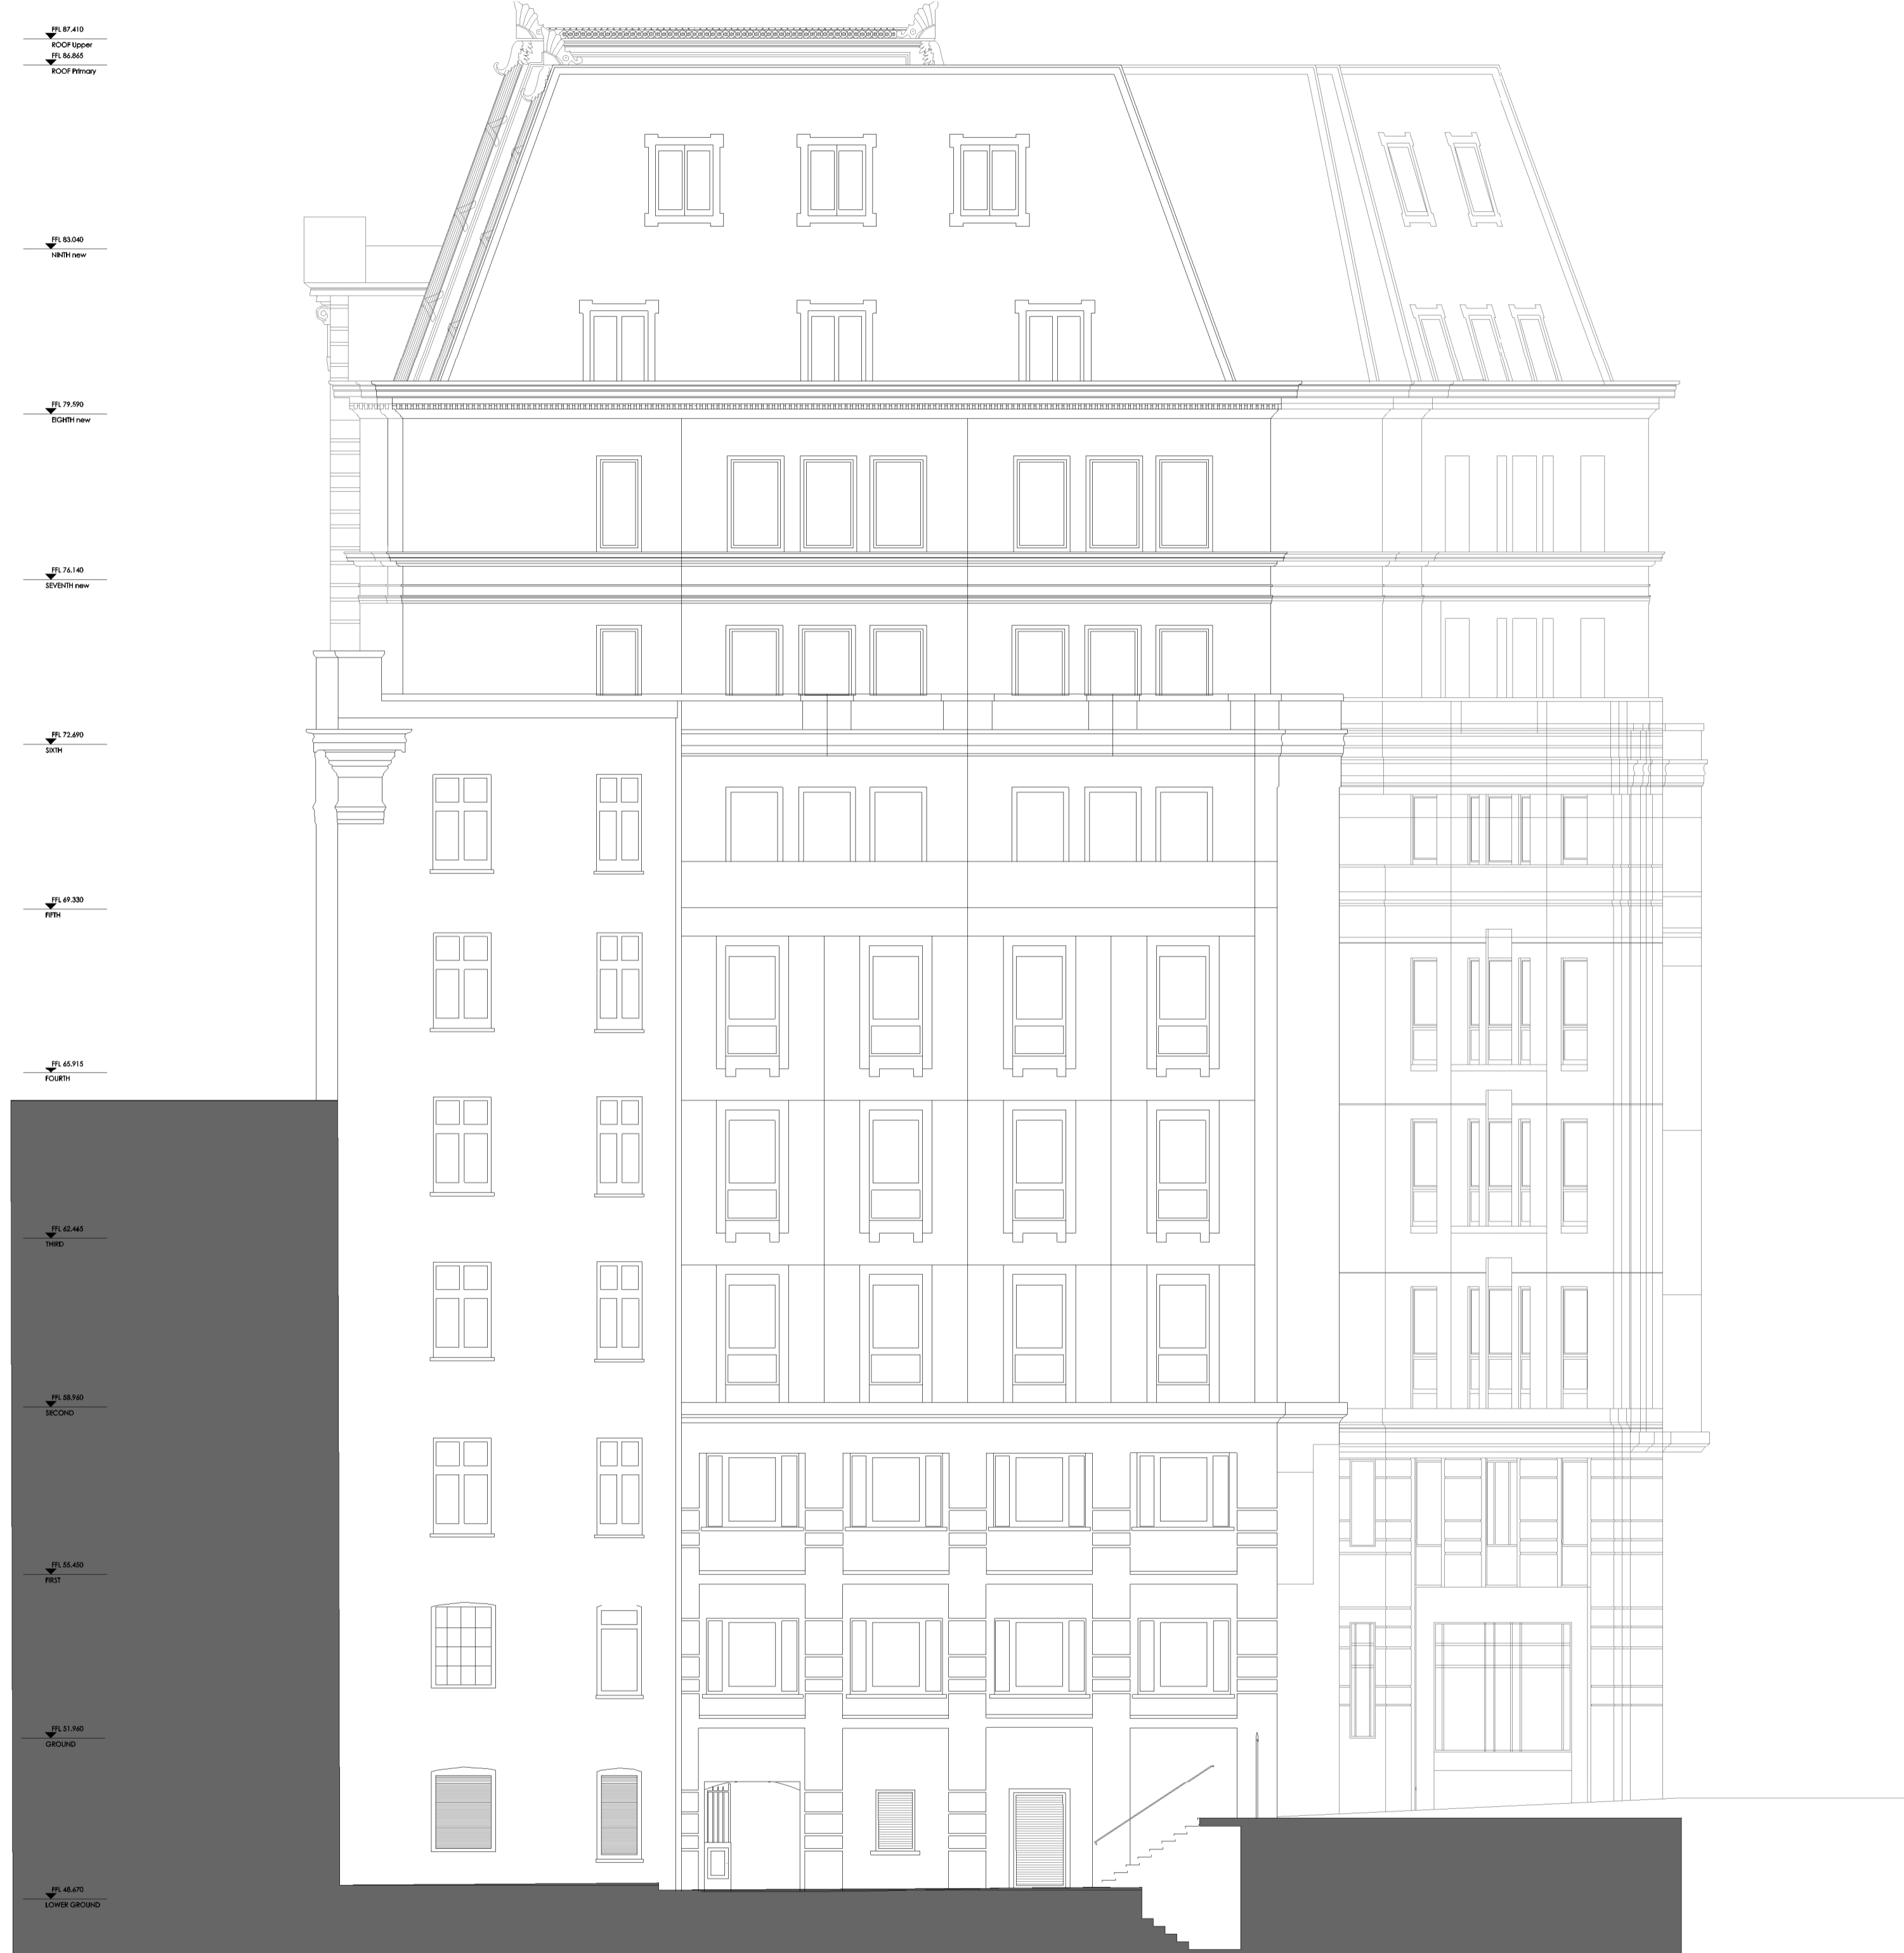 FFL 87.410
ROOF Upper
FFL 86.865
ROOF Primary
FFL 83.040
NINTH new
FFL 79.590
EIGHTH new
FFL 76.140
SEVENTH new
FFL 72.690
SIXTH
FFL 69.330
FIFTH
FFL 65.915
FOURTH
FFL 62.465
THIRD
FFL 58.960
SECOND
FFL 55.450
FIRST
FFL 51.960
GROUND
FFL 48.670
LOWER GROUND